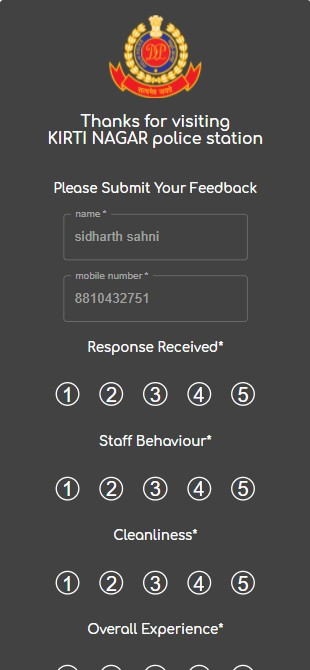 DP
सत्यमेव जयते
Thanks for visiting
KIRTI NAGAR police station
Please Submit Your Feedback
name *
sidharth sahni
mobile number *
8810432751
Response Received*
1 2 3 4 5
Staff Behaviour*
1 2 3 4 5
Cleanliness*
1 2 3 4 5
Overall Experience*